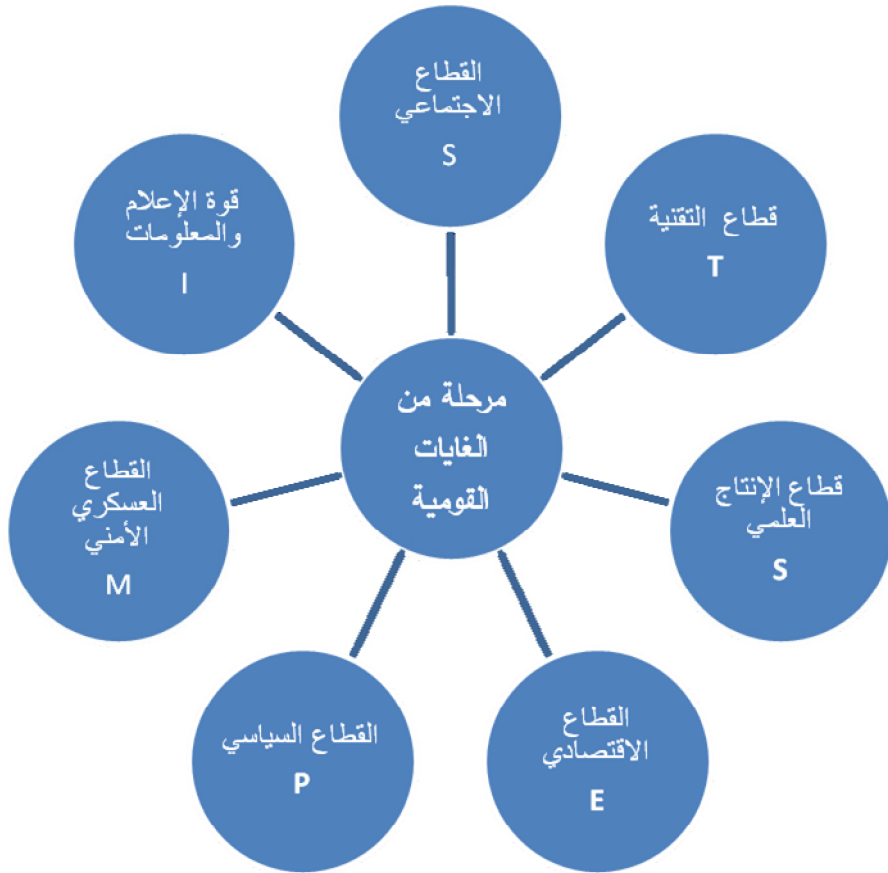 القطاع
الاجتماعي
S
قطاع التقنية
T
قطاع الإنتاج
العلمي
S
القطاع
الاقتصادي
E
القطاع السياسي
P
القطاع
العسكري
الأمني
M
قوة الإعلام
والمعلومات
I
مرحلة من
الغايات
القومية